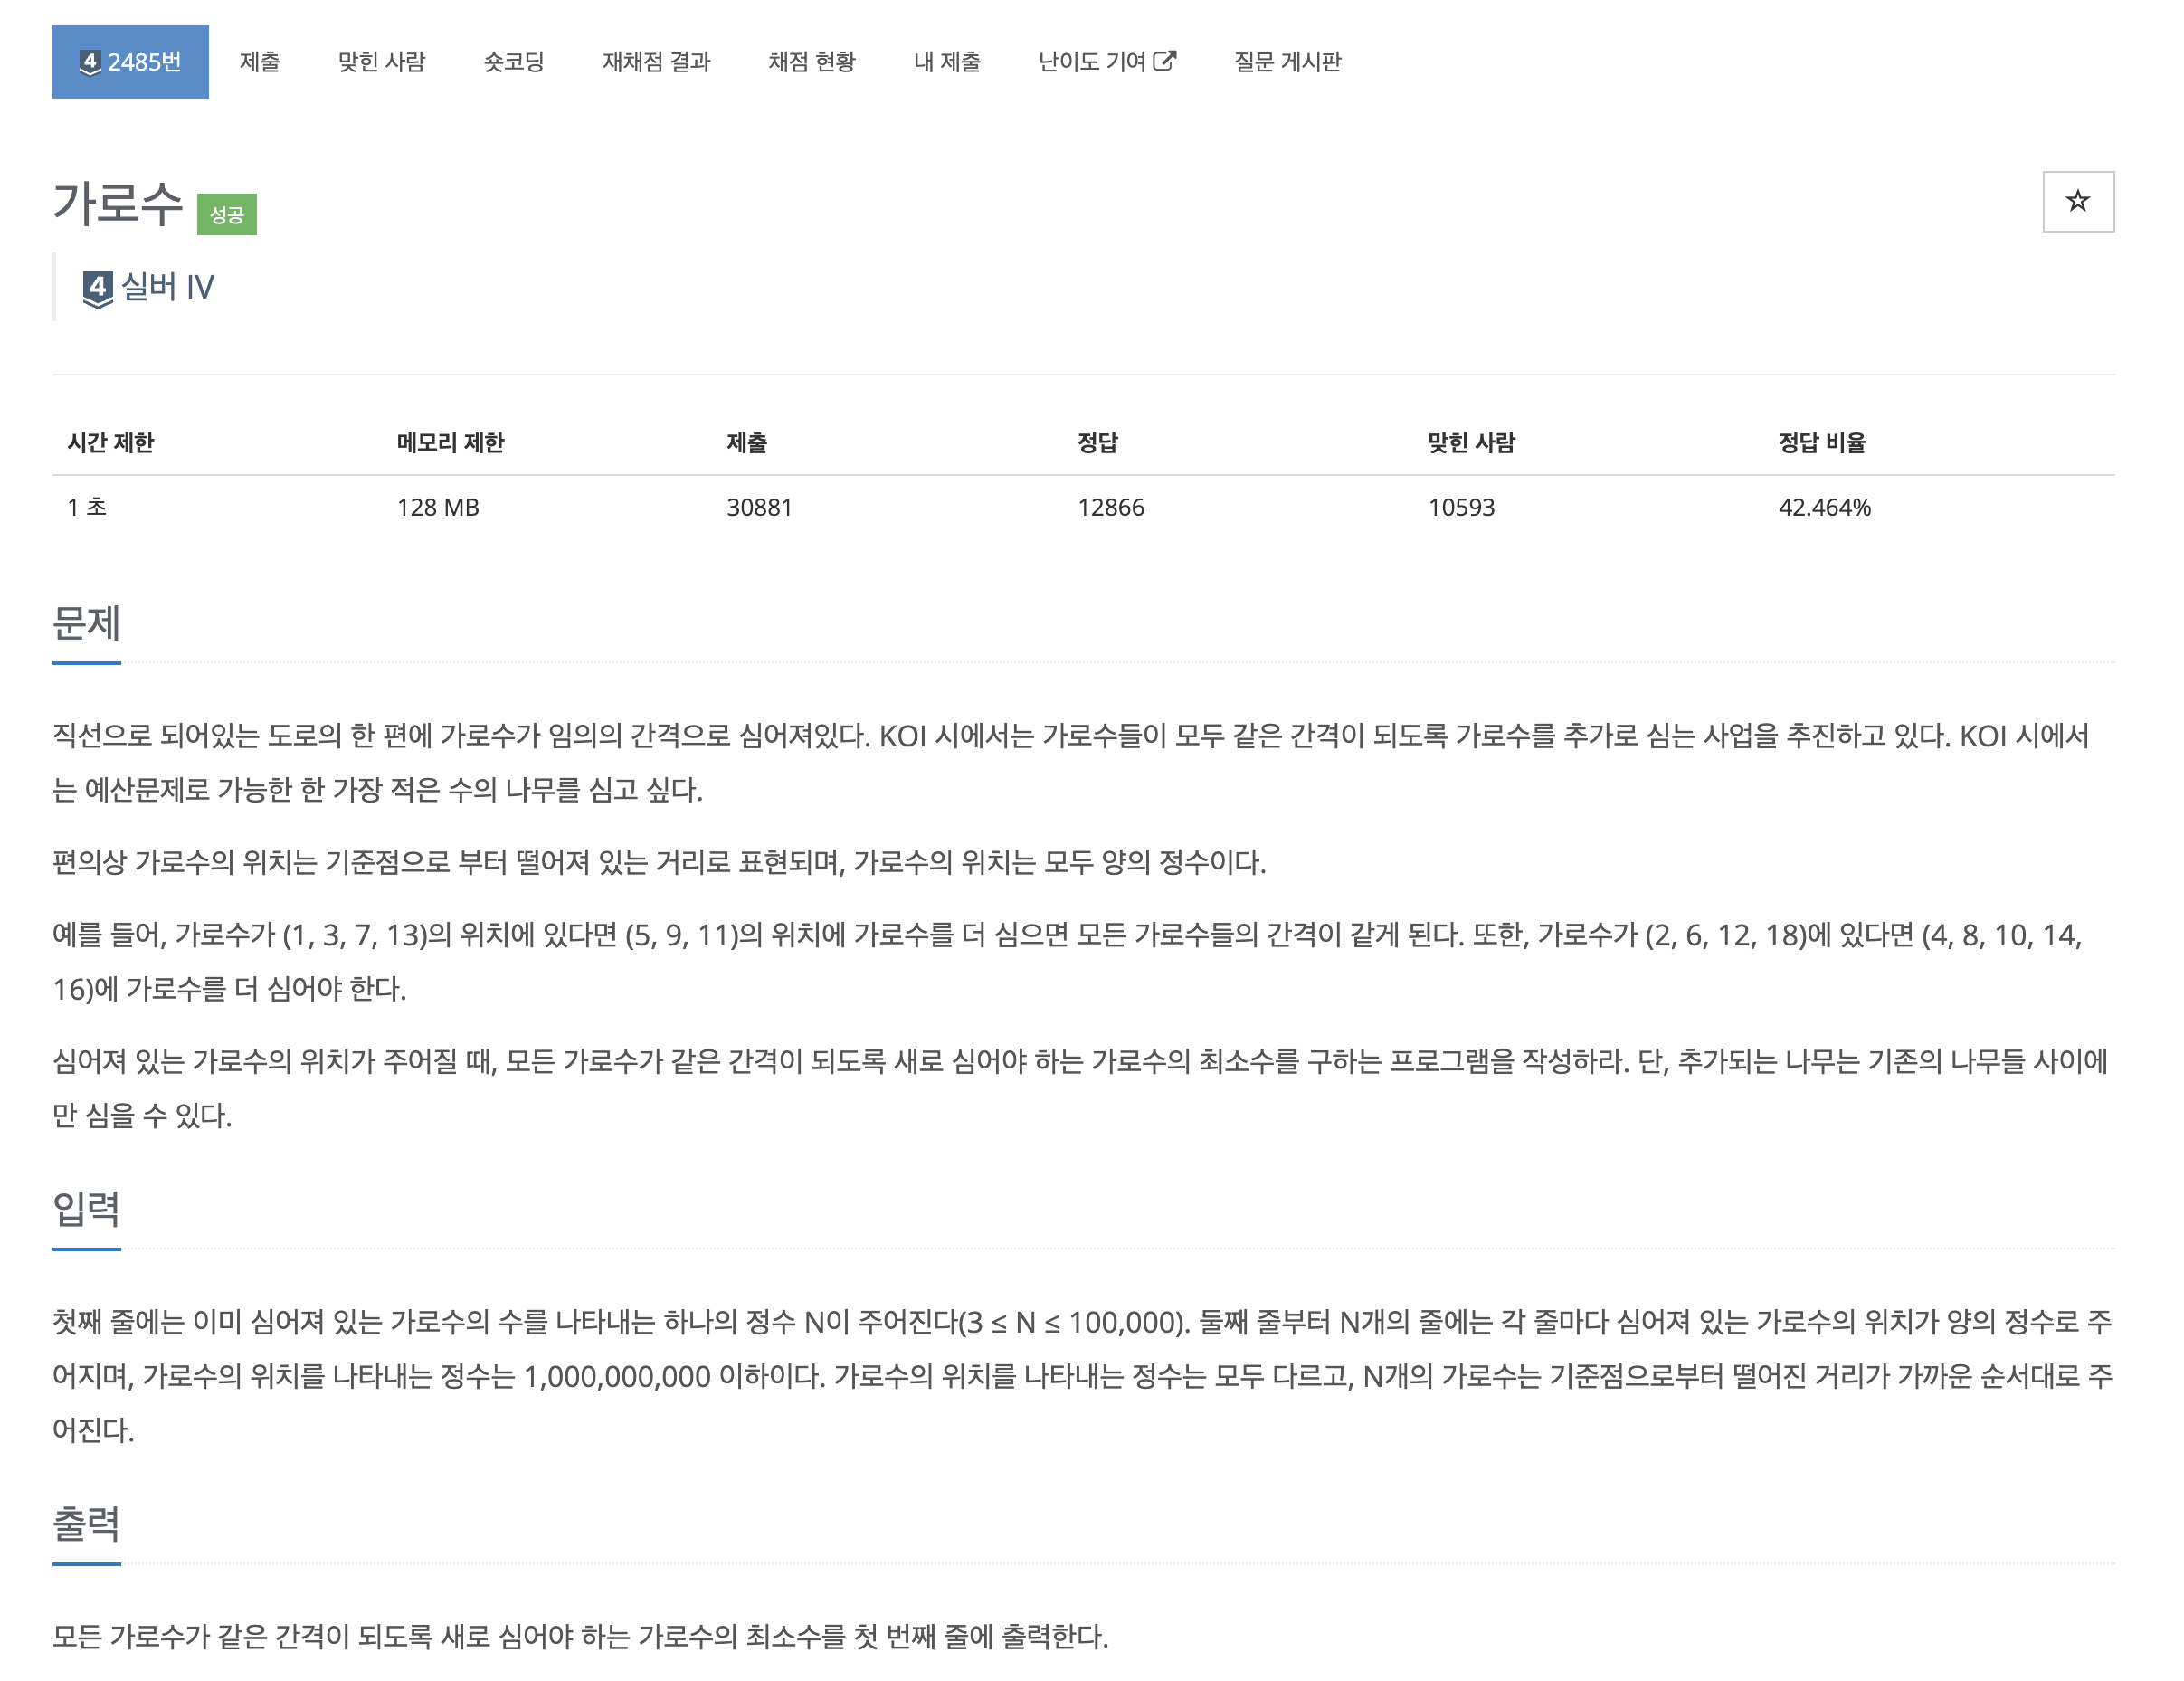 4 2485번 제출 맞힌 사람 숏코딩 재채점 결과 채점 현황 내 제출 난이도 기여 질문 게시판
가로수 성공
4 실버 IV
시간 제한 메모리 제한 제출 정답 맞힌 사람 정답 비율
1 초 128 MB 30881 12866 10593 42.464%
문제
직선으로 되어있는 도로의 한 편에 가로수가 임의의 간격으로 심어져있다. KOI 시에서는 가로수들이 모두 같은 간격이 되도록 가로수를 추가로 심는 사업을 추진하고 있다. KOI 시에서
는 예산문제로 가능한 한 가장 적은 수의 나무를 심고 싶다.
편의상 가로수의 위치는 기준점으로 부터 떨어져 있는 거리로 표현되며, 가로수의 위치는 모두 양의 정수이다.
예를 들어, 가로수가 (1, 3, 7, 13)의 위치에 있다면 (5, 9, 11)의 위치에 가로수를 더 심으면 모든 가로수들의 간격이 같게 된다. 또한, 가로수가 (2, 6, 12, 18)에 있다면 (4, 8, 10, 14,
16)에 가로수를 더 심어야 한다.
심어져 있는 가로수의 위치가 주어질 때, 모든 가로수가 같은 간격이 되도록 새로 심어야 하는 가로수의 최소수를 구하는 프로그램을 작성하라. 단, 추가되는 나무는 기존의 나무들 사이에
만 심을 수 있다.
입력
첫째 줄에는 이미 심어져 있는 가로수의 수를 나타내는 하나의 정수 N이 주어진다(3 ≤ N ≤ 100,000). 둘째 줄부터 N개의 줄에는 각 줄마다 심어져 있는 가로수의 위치가 양의 정수로 주
어지며, 가로수의 위치를 나타내는 정수는 1,000,000,000 이하이다. 가로수의 위치를 나타내는 정수는 모두 다르고, N개의 가로수는 기준점으로부터 떨어진 거리가 가까운 순서대로 주
어진다.
출력
모든 가로수가 같은 간격이 되도록 새로 심어야 하는 가로수의 최소수를 첫 번째 줄에 출력한다.